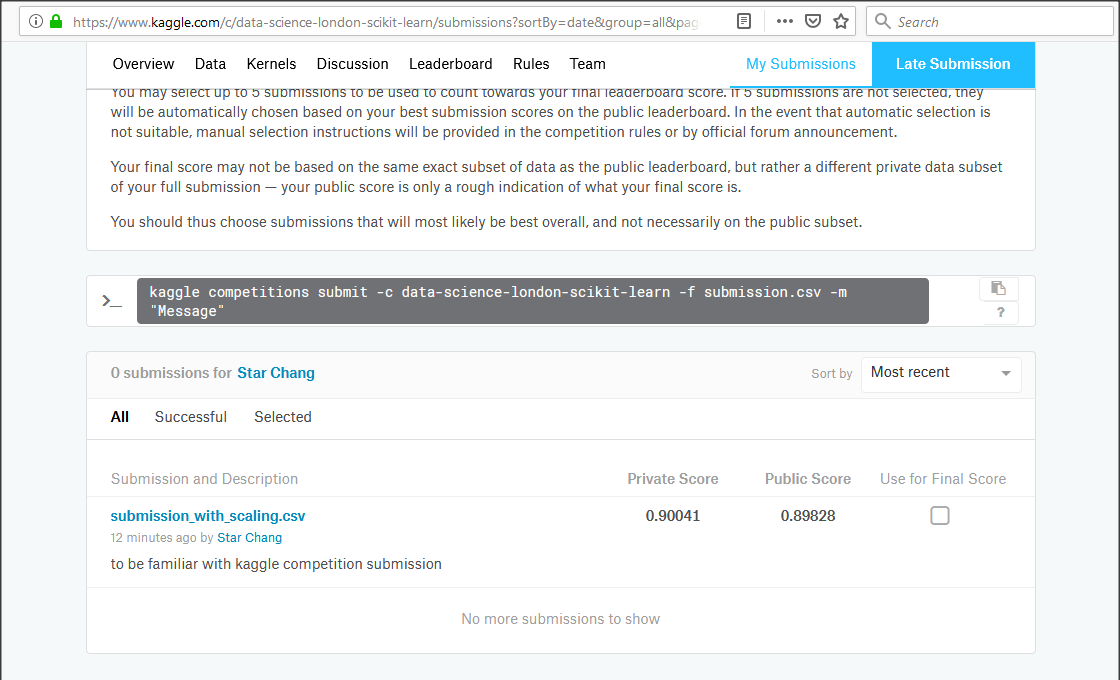 https://www.kaggle.com/c/data-science-london-scikit-learn/submissions?sortBy=date&group=all&pag
Search
Overview Data Kernels Discussion Leaderboard Rules Team My Submissions Late Submission
You may select up to 5 submissions to be used to count towards your final leaderboard score. If 5 submissions are not selected, they
will be automatically chosen based on your best submission scores on the public leaderboard. In the event that automatic selection is
not suitable, manual selection instructions will be provided in the competition rules or by official forum announcement.
Your final score may not be based on the same exact subset of data as the public leaderboard, but rather a different private data subset
of your full submission — your public score is only a rough indication of what your final score is.
You should thus choose submissions that will most likely be best overall, and not necessarily on the public subset.
>_ kaggle competitions submit -c data-science-london-scikit-learn -f submission.csv -m
"Message"
?
0 submissions for Star Chang Sort by Most recent
All Successful Selected
Submission and Description Private Score Public Score Use for Final Score
submission_with_scaling.csv 0.90041 0.89828
12 minutes ago by Star Chang
to be familiar with kaggle competition submission
No more submissions to show